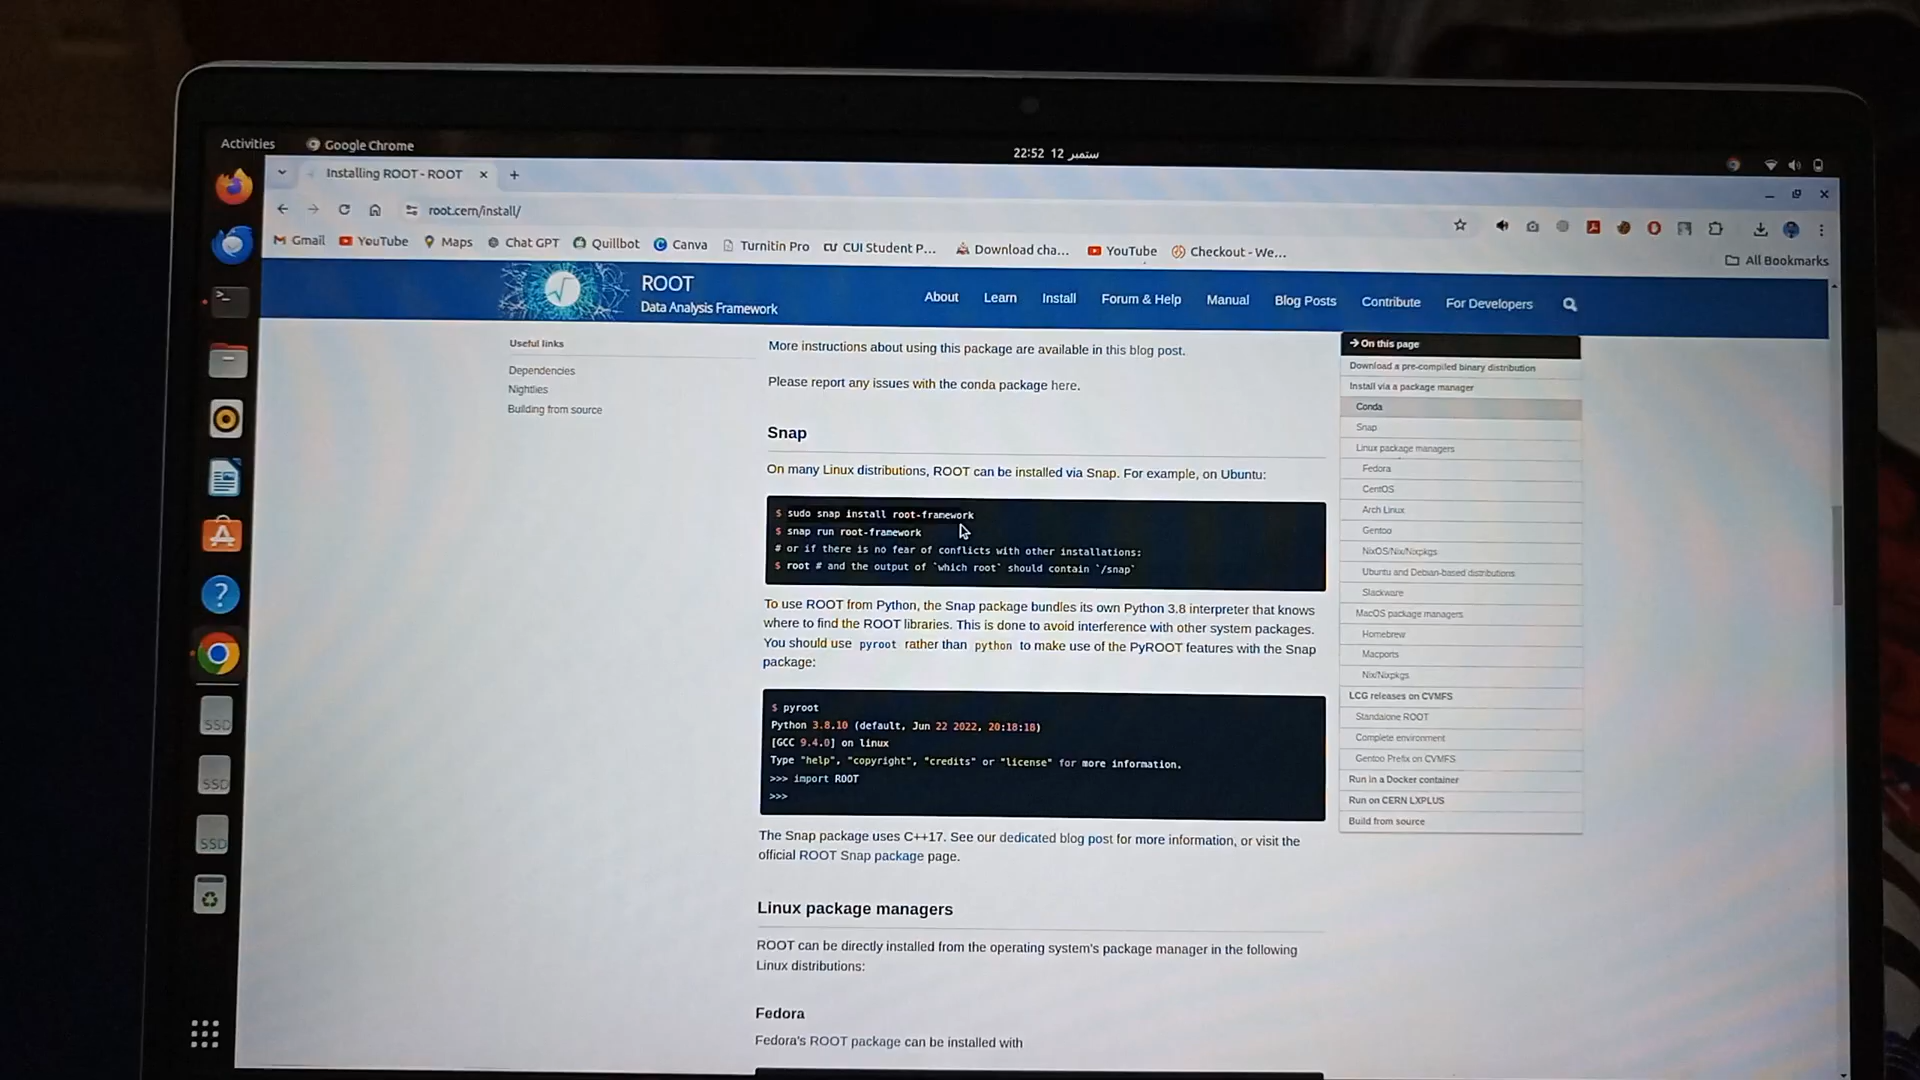 Activities
Google Chrome
22:52 12 ستمبر
Installing ROOT - ROOT
root.cern/install/
Gmail
YouTube
Maps
Chat GPT
Quillbot
Canva
Turnitin Pro
CU CUI Student P...
Download cha...
YouTube
Checkout - We...
All Bookmarks
ROOT
Data Analysis Framework
About
Learn
Install
Forum & Help
Manual
Blog Posts
Contribute
For Developers
Useful links
Dependencies
Nightlies
Building from source
More instructions about using this package are available in this blog post.
Please report any issues with the conda package here.
Snap
On many Linux distributions, ROOT can be installed via Snap. For example, on Ubuntu:
$ sudo snap install root-framework
$ snap run root-framework
# or if there is no fear of conflicts with other installations:
$ root # and the output of `which root` should contain `/snap`
To use ROOT from Python, the Snap package bundles its own Python 3.8 interpreter that knows
where to find the ROOT libraries. This is done to avoid interference with other system packages.
You should use pyroot rather than python to make use of the PyROOT features with the Snap
package:
$ pyroot
Python 3.8.10 (default, Jun 22 2022, 20:18:18)
[GCC 9.4.0] on linux
Type "help", "copyright", "credits" or "license" for more information.
>>> import ROOT
>>>
The Snap package uses C++17. See our dedicated blog post for more information, or visit the
official ROOT Snap package page.
Linux package managers
ROOT can be directly installed from the operating system's package manager in the following
Linux distributions:
Fedora
Fedora's ROOT package can be installed with
→ On this page
Download a pre-compiled binary distribution
Install via a package manager
Conda
Snap
Linux package managers
Fedora
CentOS
Arch Linux
Gentoo
NixOS/Nix/Nixpkgs
Ubuntu and Debian-based distributions
Slackware
MacOS package managers
Homebrew
Macports
Nix/Nixpkgs
LCG releases on CVMFS
Standalone ROOT
Complete environment
Gentoo Prefix on CVMFS
Run in a Docker container
Run on CERN LXPLUS
Build from source
SSD
SSD
SSD